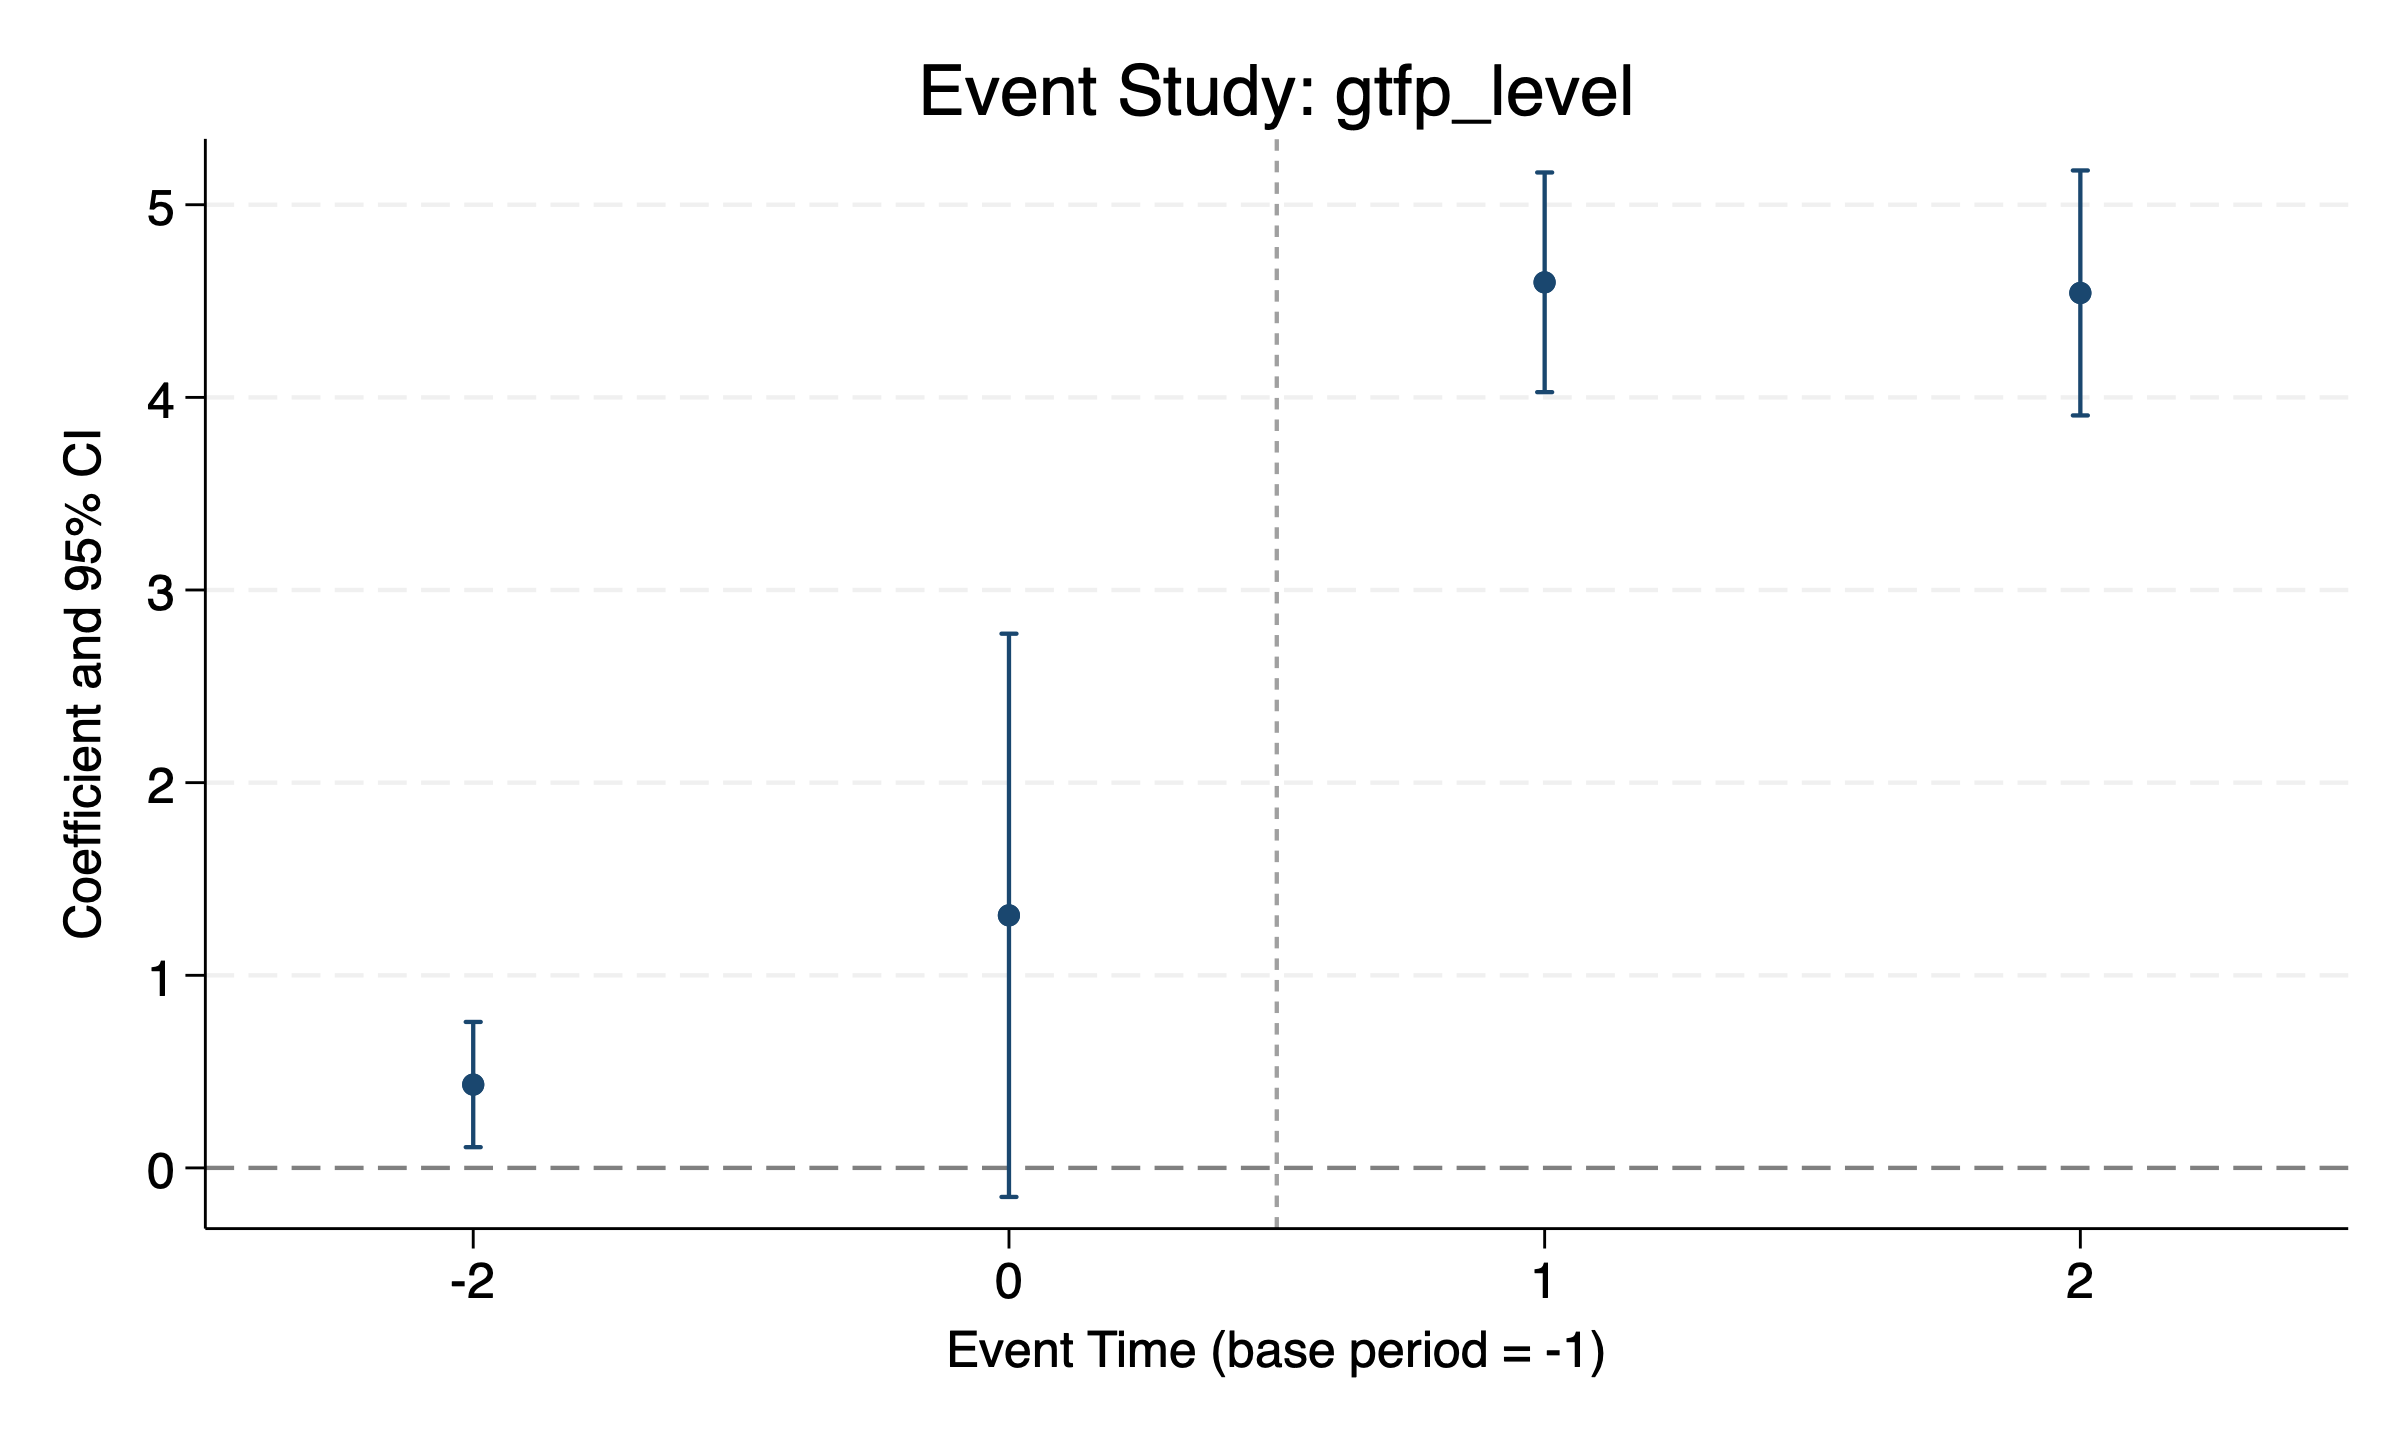 Event Study: gtfp_level
Coefficient and 95% CI
5
4
3
2
1
0
-2 0 1 2
Event Time (base period = -1)